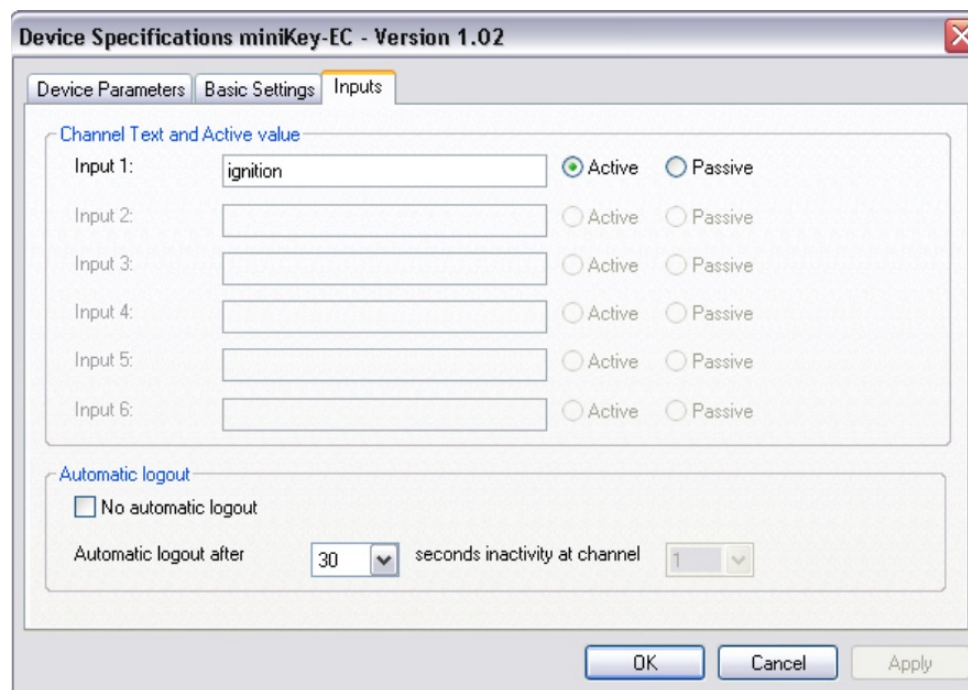 Device Specifications miniKey-EC - Version 1.02
Device Parameters Basic Settings Inputs
Channel Text and Active value
Input 1: ignition Active Passive
Input 2: Active Passive
Input 3: Active Passive
Input 4: Active Passive
Input 5: Active Passive
Input 6: Active Passive
Automatic logout
No automatic logout
Automatic logout after 30 seconds inactivity at channel 1
OK Cancel Apply